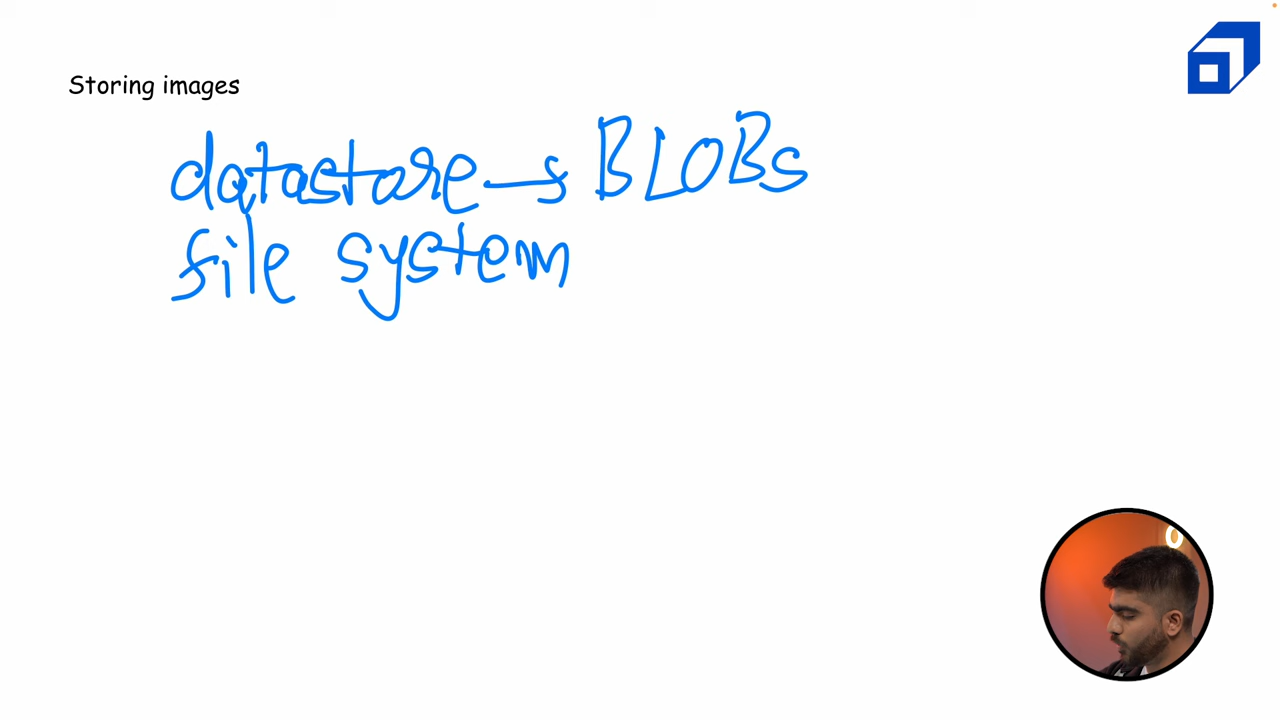 Storing images
datastore → BLOBs
file system